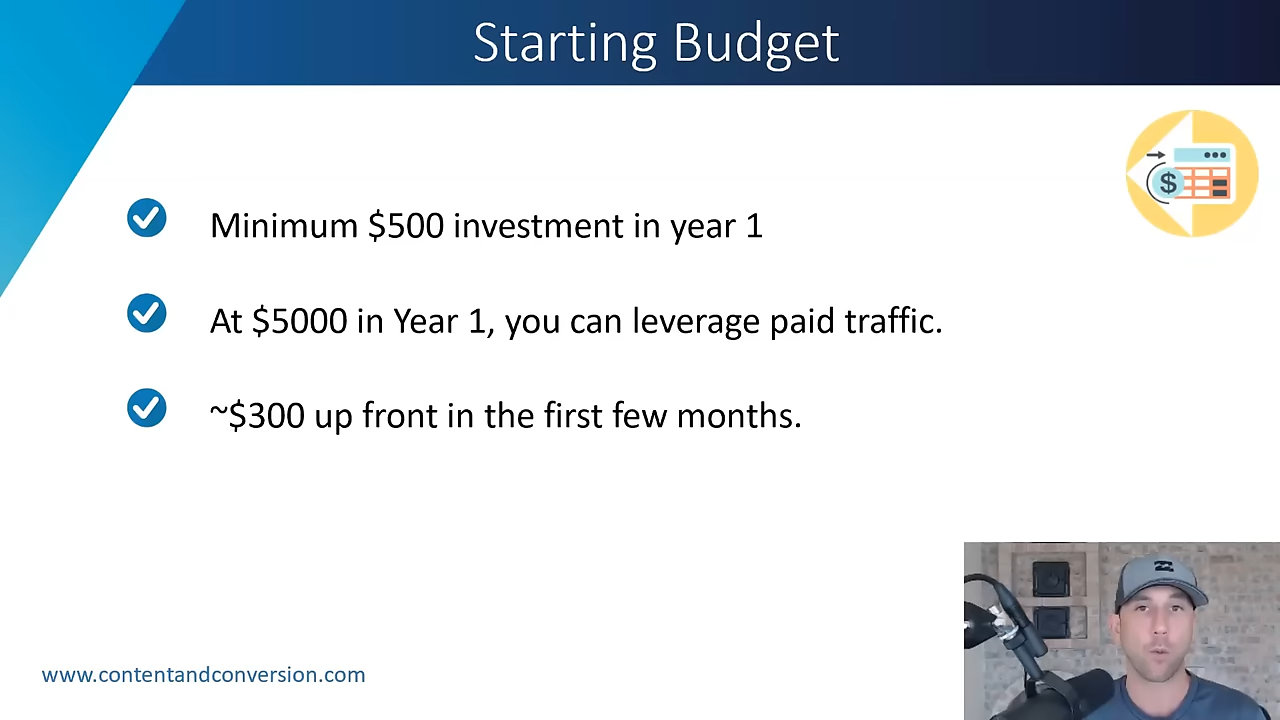 Starting Budget
Minimum $500 investment in year 1
At $5000 in Year 1, you can leverage paid traffic.
~$300 up front in the first few months.
www.contentandconversion.com
$